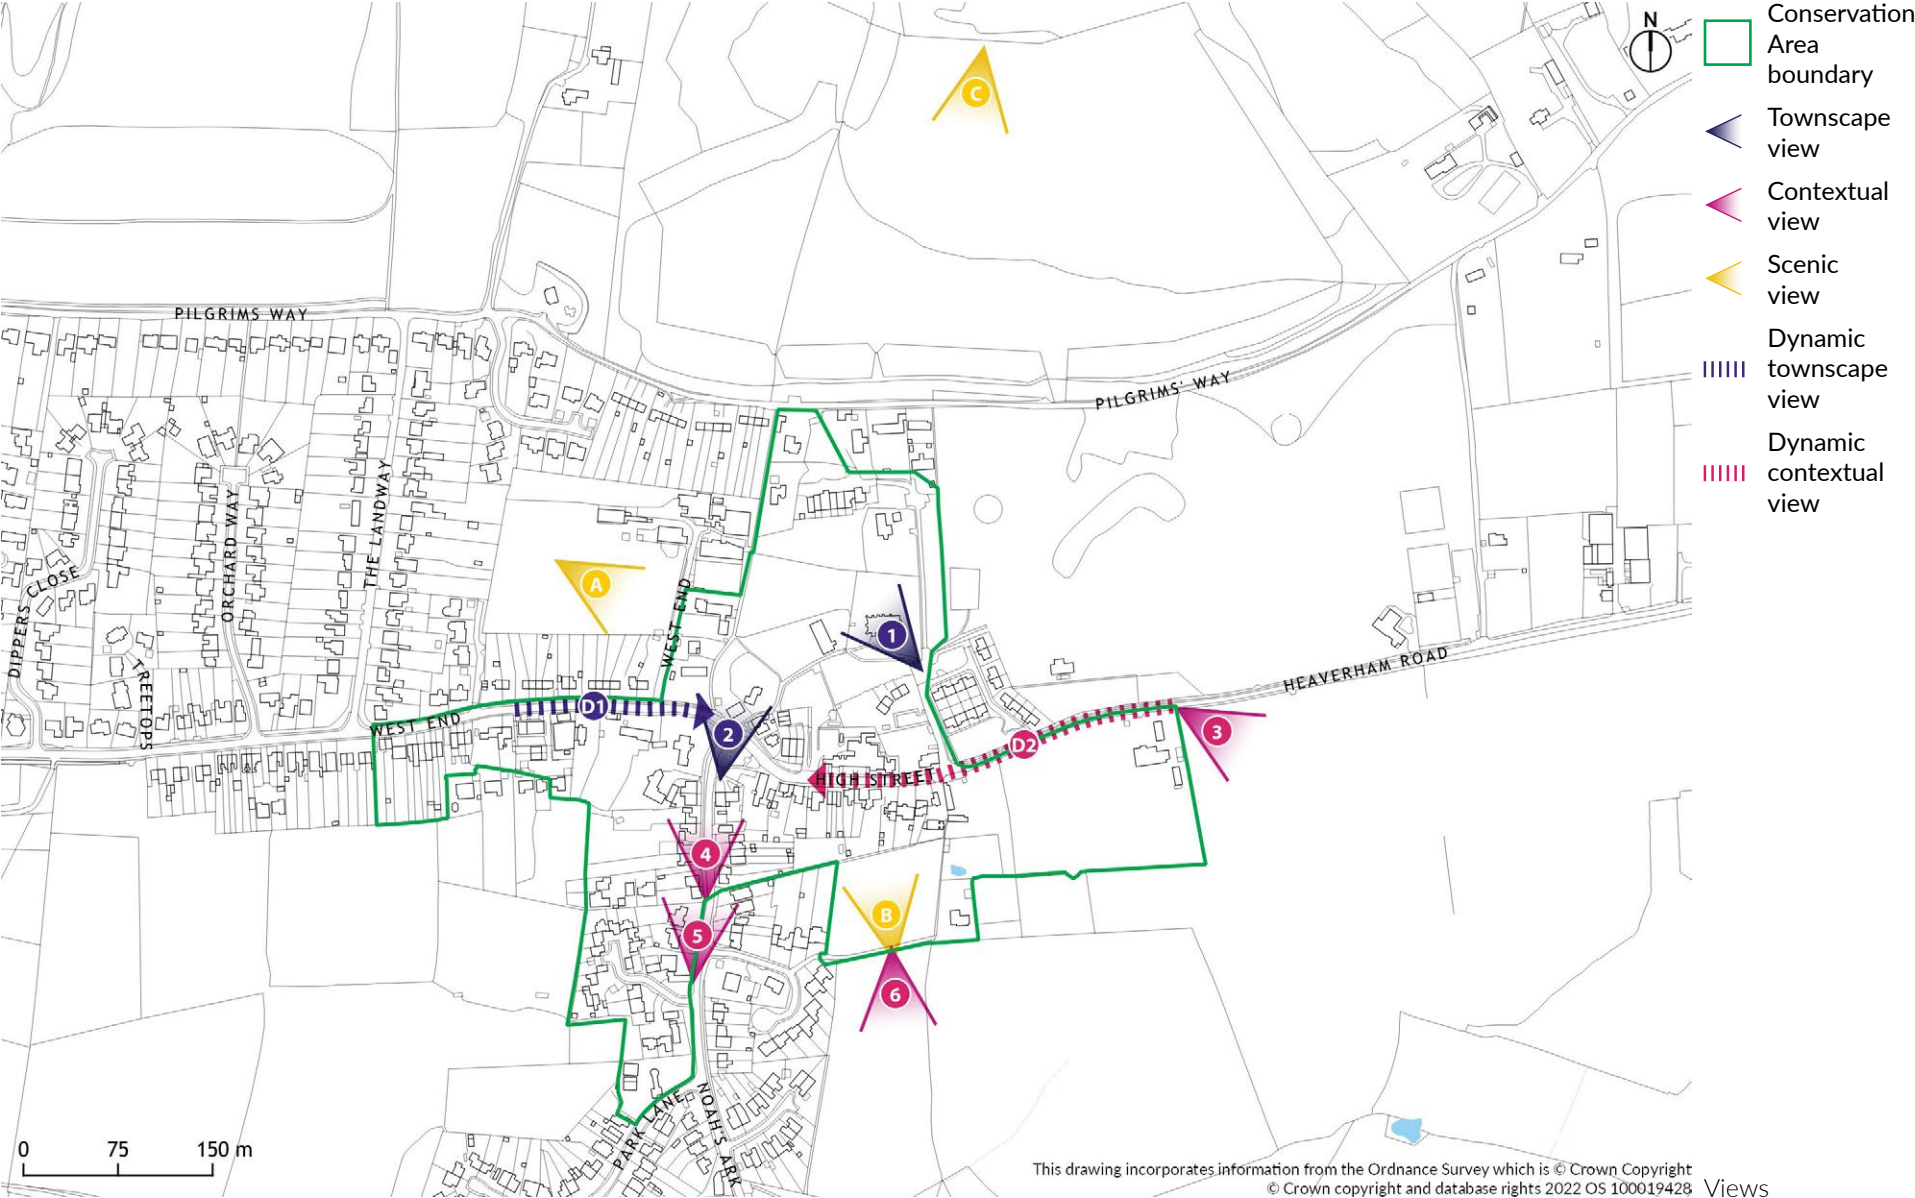 Conservation
Area
boundary
N
Townscape
view
C
Contextual
view
Scenic
view
PILGRIMS WAY
Dynamic
townscape
view
PILGRIMS' WAY
Dynamic
contextual
view
THE LANDWAY
ORCHARD WAY
DIPPERS CLOSE
A
WEST END
1
TREETOPS
HEAVERHAM ROAD
D1
WEST END
2
3
D2
HIGH STREET
4
B
5
6
NOAH'S ARK
PARK LANE
0 75 150 m
This drawing incorporates information from the Ordnance Survey which is © Crown Copyright
© Crown copyright and database rights 2022 OS 100019428
Views